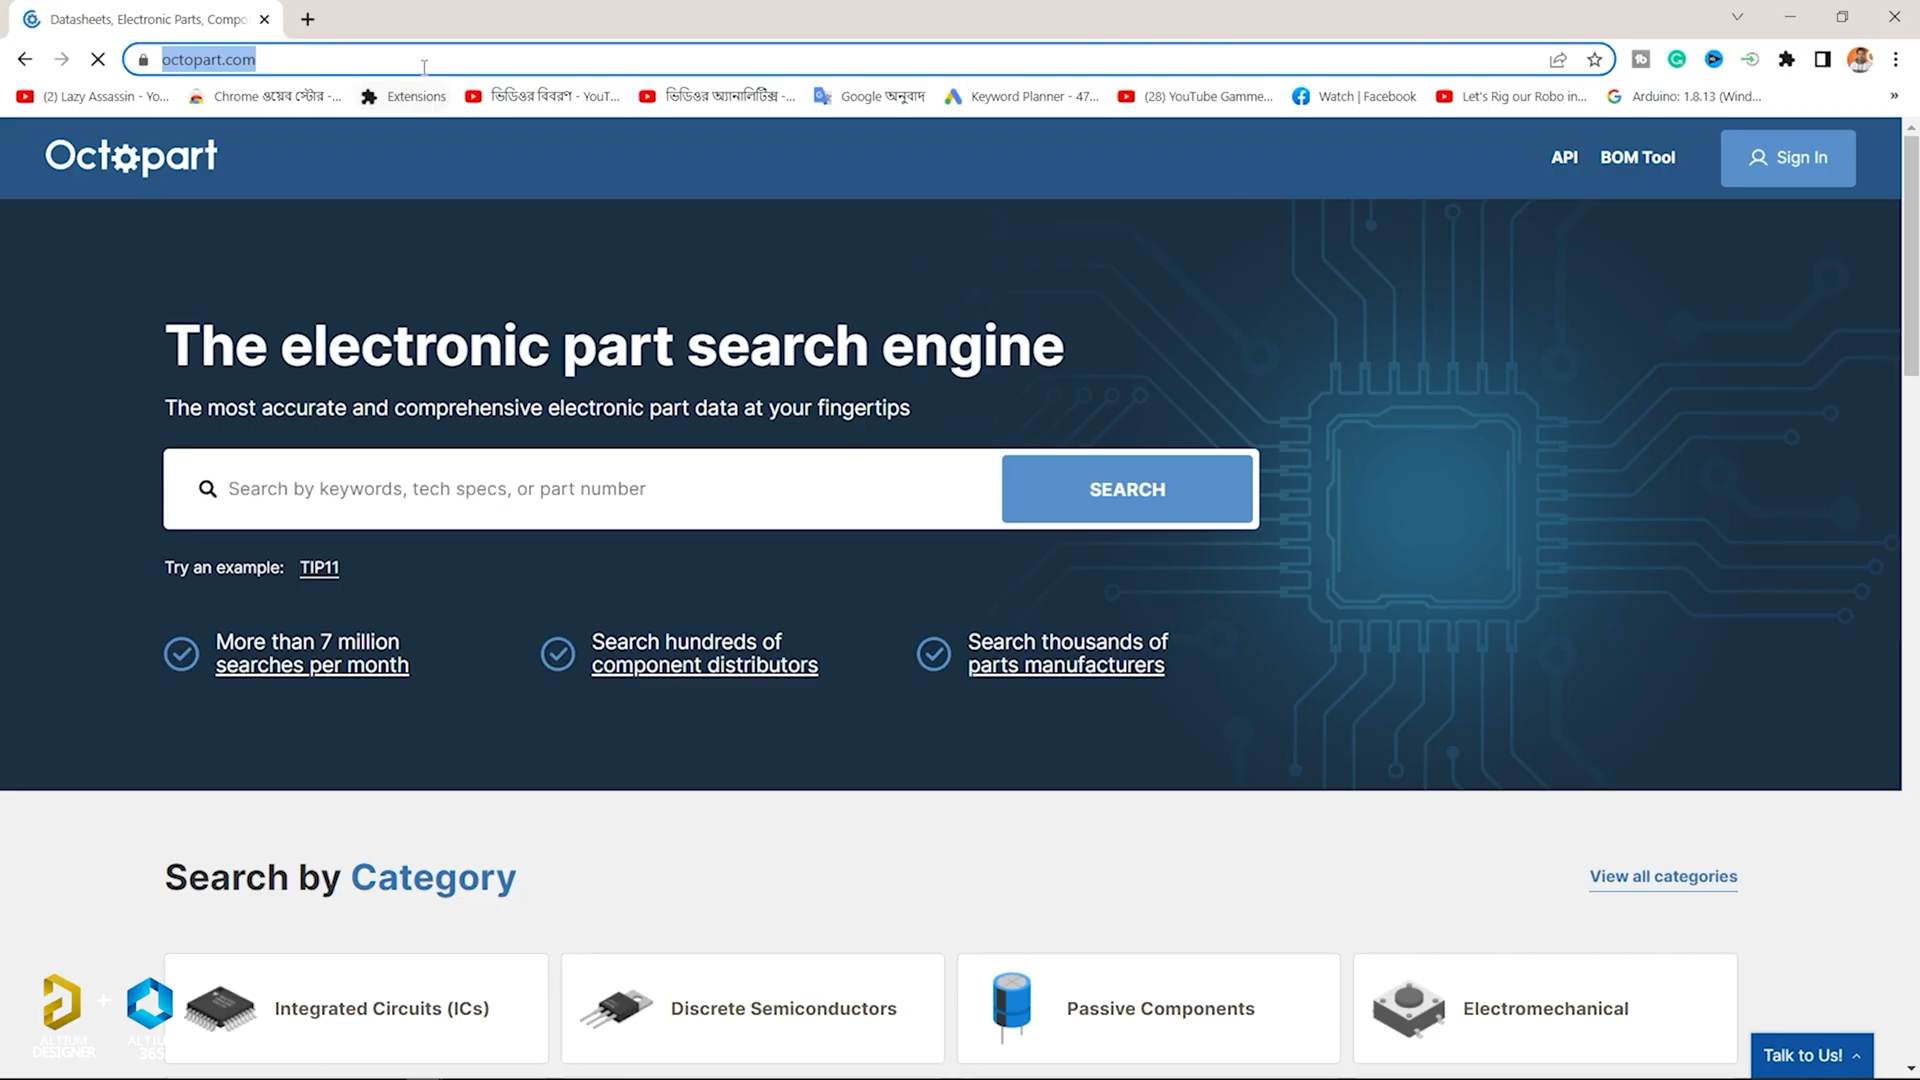 Datasheets, Electronic Parts, Compo
octopart.com
(2) Lazy Assassin - Yo...
Chrome ওয়েব স্টোর -...
Extensions
ভিডিওর বিবরণ - YouT...
ভিডিওর অ্যানালিটিক্স -...
Google অনুবাদ
Keyword Planner - 47...
(28) YouTube Gamme...
Watch | Facebook
Let's Rig our Robo in...
Arduino: 1.8.13 (Wind...
»
Octopart
API
BOM Tool
Sign In
The electronic part search engine
The most accurate and comprehensive electronic part data at your fingertips
Search by keywords, tech specs, or part number
SEARCH
Try an example: TIP11
More than 7 million
searches per month
Search hundreds of
component distributors
Search thousands of
parts manufacturers
Search by Category
View all categories
Integrated Circuits (ICs)
Discrete Semiconductors
Passive Components
Electromechanical
ALTIUM
DESIGNER
+
ALTIU
365
Talk to Us!